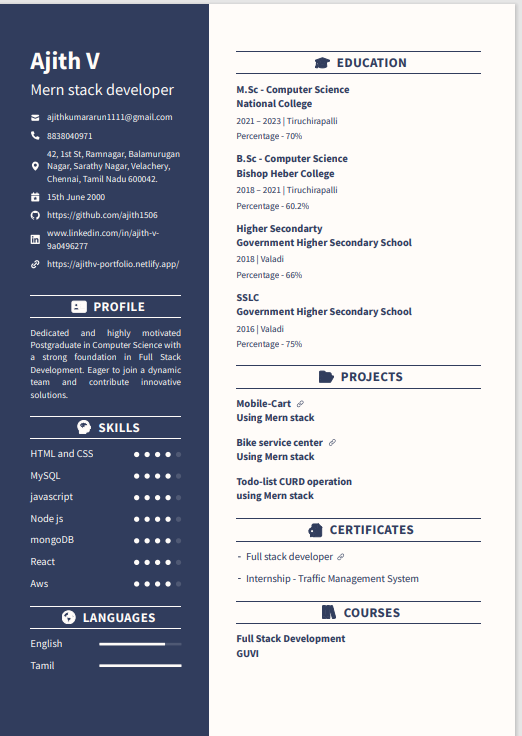 Ajith V
Mern stack developer
ajithkumararun1111@gmail.com
8838040971
42, 1st St, Ramnagar, Balamurugan
Nagar, Sarathy Nagar, Velachery,
Chennai, Tamil Nadu 600042.
15th June 2000
https://github.com/ajith1506
www.linkedin.com/in/ajith-v-
9a0496277
https://ajithv-portfolio.netlify.app/
PROFILE
Dedicated and highly motivated
Postgraduate in Computer Science with
a strong foundation in Full Stack
Development. Eager to join a dynamic
team and contribute innovative
solutions.
SKILLS
HTML and CSS
MySQL
javascript
Node js
mongoDB
React
Aws
LANGUAGES
English
Tamil
EDUCATION
M.Sc - Computer Science
National College
2021 – 2023 | Tiruchirapalli
Percentage - 70%
B.Sc - Computer Science
Bishop Heber College
2018 – 2021 | Tiruchirapalli
Percentage - 60.2%
Higher Secondarty
Government Higher Secondary School
2018 | Valadi
Percentage - 66%
SSLC
Government Higher Secondary School
2016 | Valadi
Percentage - 75%
PROJECTS
Mobile-Cart
Using Mern stack
Bike service center
Using Mern stack
Todo-list CURD operation
using Mern stack
CERTIFICATES
- Full stack developer
- Internship - Traffic Management System
COURSES
Full Stack Development
GUVI